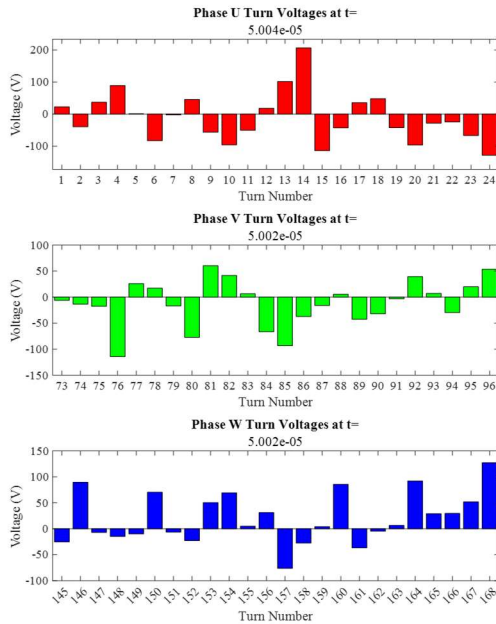 Phase U Turn Voltages at t=
5.004e-05
Voltage (V)
200
100
0
-100
1 2 3 4 5 6 7 8 9 10 11 12 13 14 15 16 17 18 19 20 21 22 23 24
Turn Number
Phase V Turn Voltages at t=
5.002e-05
Voltage (V)
100
50
0
-50
-100
-150
73 74 75 76 77 78 79 80 81 82 83 84 85 86 87 88 89 90 91 92 93 94 95 96
Turn Number
Phase W Turn Voltages at t=
5.002e-05
Voltage (V)
150
100
50
0
-50
-100
145 146 147 148 149 150 151 152 153 154 155 156 157 158 159 160 161 162 163 164 165 166 167 168
Turn Number